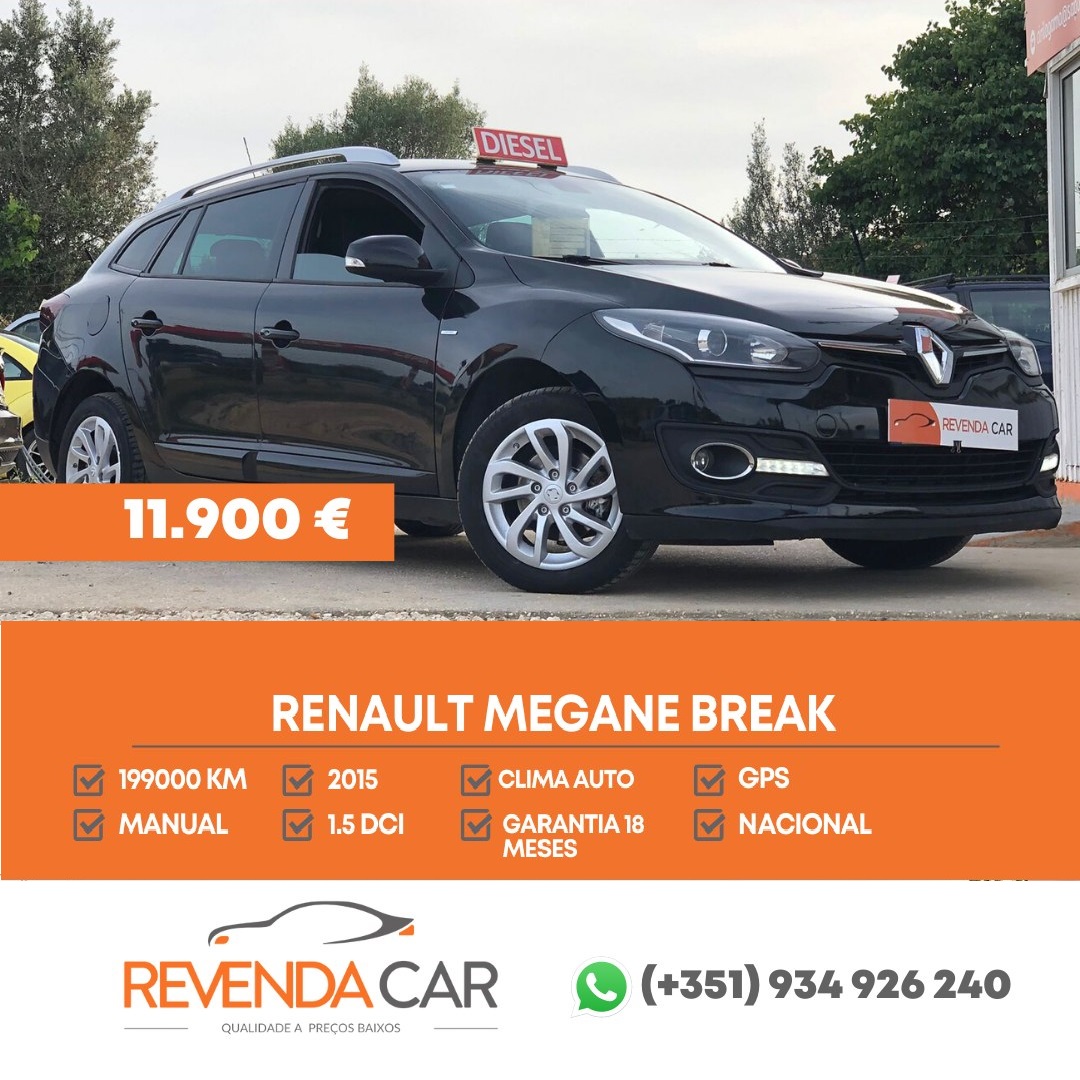 DIESEL
REVENDA CAR
11.900 €
RENAULT MEGANE BREAK
199000 KM
2015
CLIMA AUTO
GPS
MANUAL
1.5 DCI
GARANTIA 18
MESES
NACIONAL
REVENDA CAR
QUALIDADE A PREÇOS BAIXOS
(+351) 934 926 240